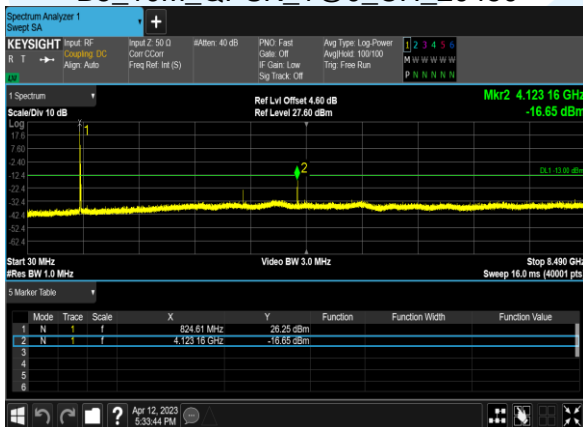 Spectrum Analyzer 1
Swept SA
KEYSIGHT Input: RF Input Z: 50 Ω #Atten: 40 dB PNO: Fast Avg Type: Log-Power 1 2 3 4 5 6
R T Coupling: DC Corr CCorr Gate: Off Avg|Hold: 100/100 M W W W W W
Align: Auto Freq Ref: Int (S) IF Gain: Low Trig: Free Run
Sig Track: Off P N N N N N
LXI
1 Spectrum Ref Lvl Offset 4.60 dB Mkr2 4.123 16 GHz
Scale/Div 10 dB Ref Level 27.60 dBm -16.65 dBm
Log
17.6
7.60
-2.40
-12.4
-22.4
-32.4
-42.4
-52.4
-62.4
1
2
DL1 -13.00 dBm
Start 30 MHz Video BW 3.0 MHz Stop 8.490 GHz
#Res BW 1.0 MHz Sweep 16.0 ms (40001 pts)
5 Marker Table
Mode Trace Scale X Y Function Function Width Function Value
1 N 1 f 824.61 MHz 26.25 dBm
2 N 1 f 4.123 16 GHz -16.65 dBm
3
4
5
6
? Apr 12, 2023
5:33:44 PM